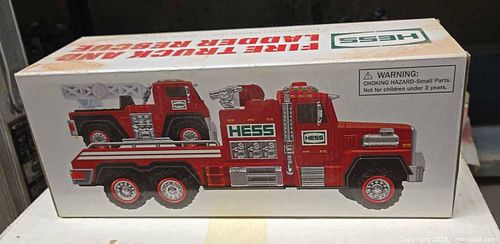 FIRE TRUCK AND
LADDER RESCUE
HESS
WARNING:
CHOKING HAZARD-Small Parts.
Not for children under 3 years.
HESS
HESS
HESS